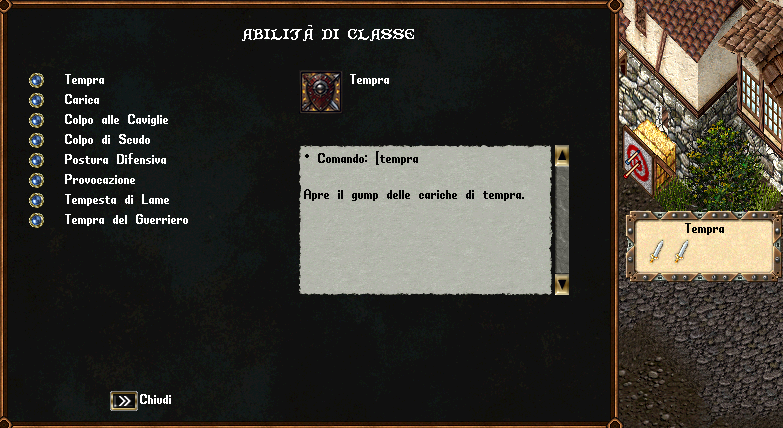 ABILITÀ DI CLASSE
Tempra
Carica
Colpo alle Caviglie
Colpo di Scudo
Postura Difensiva
Provocazione
Tempesta di Lame
Tempra del Guerriero
Tempra
• Comando: [tempra
Apre il gump delle cariche di tempra.
Chiudi
Tempra